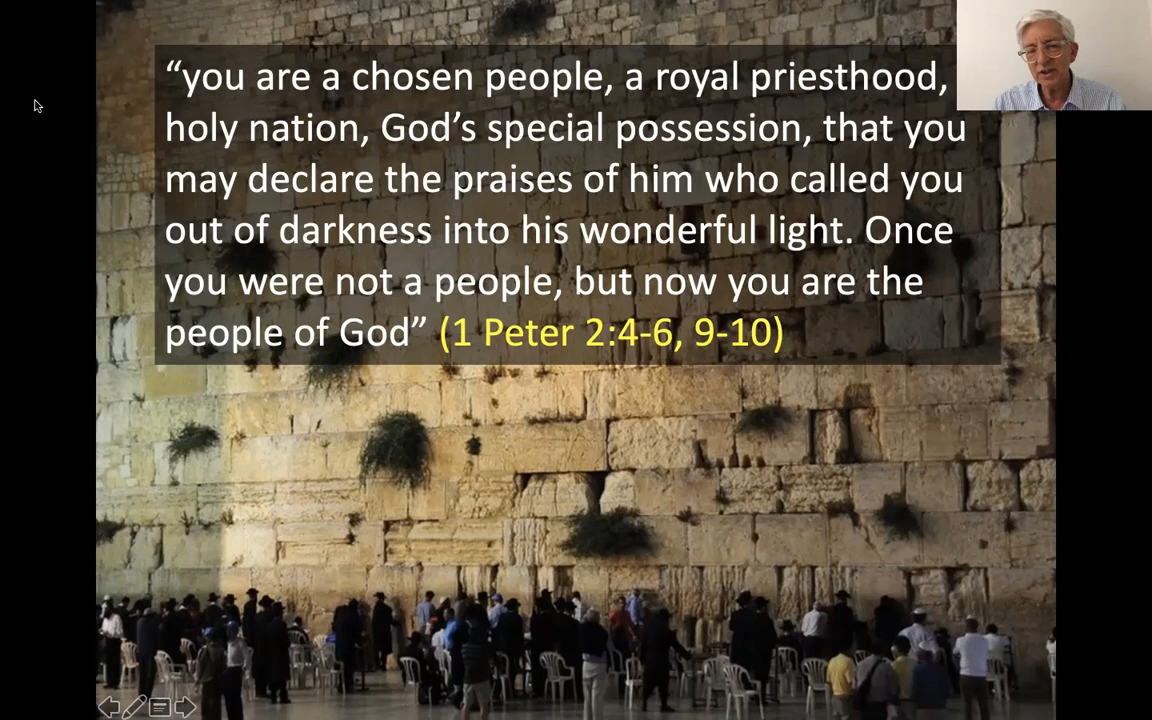 “you are a chosen people, a royal priesthood,
holy nation, God’s special possession, that you
may declare the praises of him who called you
out of darkness into his wonderful light. Once
you were not a people, but now you are the
people of God” (1 Peter 2:4-6, 9-10)